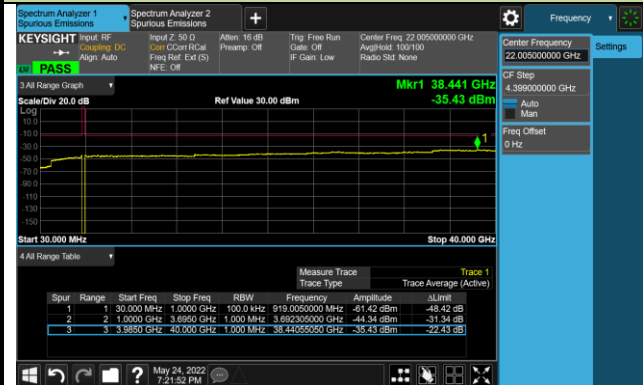 Spectrum Analyzer 1
Spurious Emissions
Spectrum Analyzer 2
Spurious Emissions
+
Frequency
KEYSIGHT
Input: RF
Coupling: DC
Align: Auto
Input Z: 50 Ω
Corr CCorr RCal
Freq Ref: Ext (S)
NFE: Off
Atten: 16 dB
Preamp: Off
Trig: Free Run
Gate: Off
IF Gain: Low
Center Freq: 22.005000000 GHz
Avg|Hold: 100/100
Radio Std: None
PASS
Center Frequency
22.005000000 GHz
Settings
CF Step
4.399000000 GHz
Auto
Man
Freq Offset
0 Hz
3 All Range Graph
Mkr1 38.441 GHz
Scale/Div 20.0 dB
Ref Value 30.00 dBm
-35.43 dBm
Log
10.0
-10.0
-30.0
-50.0
-70.0
-90.0
-110
-130
-150
1
Start 30.000 MHz
Stop 40.000 GHz
4 All Range Table
Measure Trace Trace 1
Trace Type Trace Average (Active)
Spur Range Start Freq Stop Freq RBW Frequency Amplitude ΔLimit
1 1 30.000 MHz 1.0000 GHz 100.0 kHz 919.0050000 MHz -61.42 dBm -48.42 dB
2 2 1.0000 GHz 3.6950 GHz 1.000 MHz 3.692305000 GHz -44.34 dBm -31.34 dB
3 3 3.9850 GHz 40.000 GHz 1.000 MHz 38.44055050 GHz -35.43 dBm -22.43 dB
?
May 24, 2022
7:21:52 PM